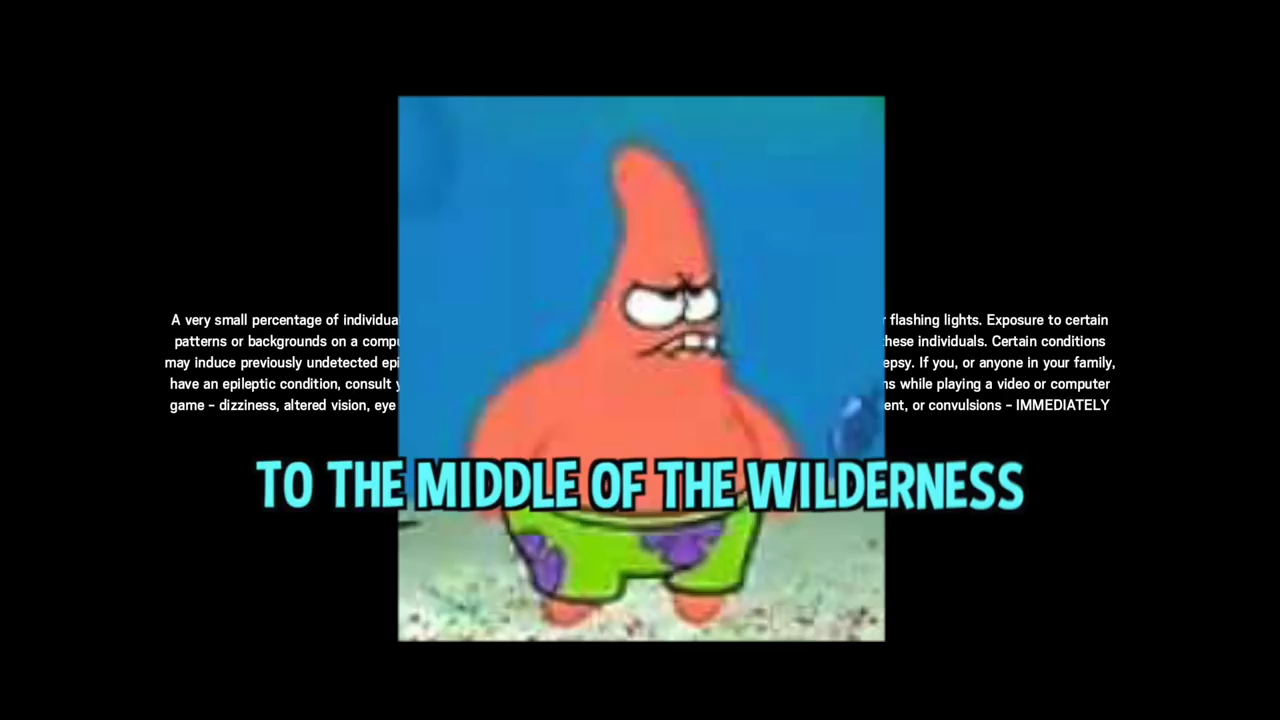 A very small percentage of individua flashing lights. Exposure to certain
patterns or backgrounds on a compu hese individuals. Certain conditions
may induce previously undetected epi epsy. If you, or anyone in your family,
have an epileptic condition, consult y ns while playing a video or computer
game – dizziness, altered vision, eye ent, or convulsions – IMMEDIATELY
TO THE MIDDLE OF THE WILDERNESS